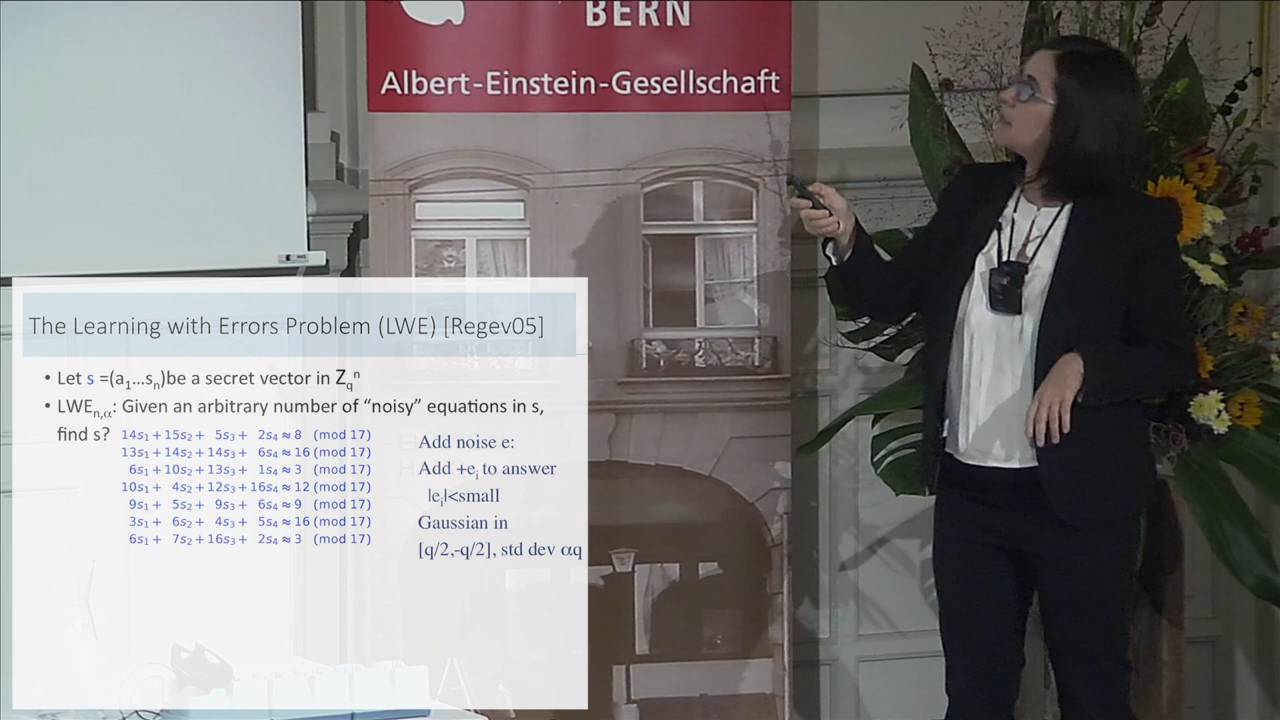 BERN
Albert-Einstein-Gesellschaft
The Learning with Errors Problem (LWE) [Regev05]
• Let s =(a1...sn)be a secret vector in Zqn
• LWEn,α: Given an arbitrary number of “noisy” equations in s,
find s?
14s1 + 15s2 + 5s3 + 2s4 ≈ 8 (mod 17)
13s1 + 14s2 + 14s3 + 6s4 ≈ 16 (mod 17)
6s1 + 10s2 + 13s3 + 1s4 ≈ 3 (mod 17)
10s1 + 4s2 + 12s3 + 16s4 ≈ 12 (mod 17)
9s1 + 5s2 + 9s3 + 6s4 ≈ 9 (mod 17)
3s1 + 6s2 + 4s3 + 5s4 ≈ 16 (mod 17)
6s1 + 7s2 + 16s3 + 2s4 ≈ 3 (mod 17)
Add noise e:
Add +ei to answer
|ei|<small
Gaussian in
[q/2,-q/2], std dev αq